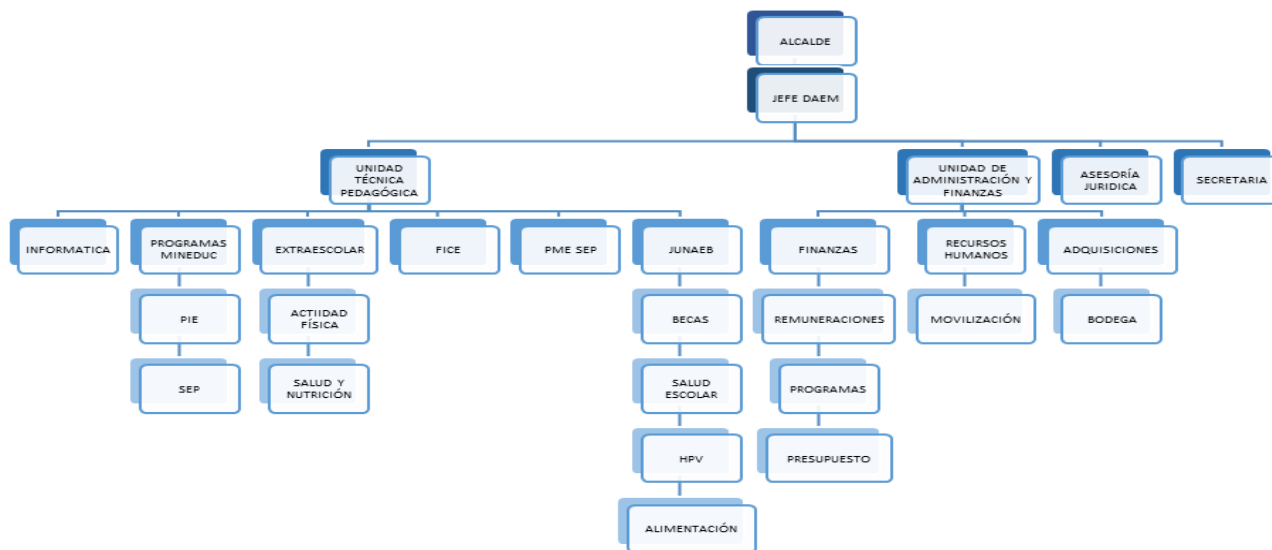 ALCALDE
JEFE DAEM
UNIDAD
TÉCNICA
PEDAGÓGICA
UNIDAD DE
ADMINISTRACIÓN Y
FINANZAS
ASESORÍA
JURIDICA
SECRETARIA
INFORMATICA
PROGRAMAS
MINEDUC
EXTRAESCOLAR
FICE
PME SEP
JUNAEB
FINANZAS
RECURSOS
HUMANOS
ADQUISICIONES
PIE
ACTIIDAD
FÍSICA
BECAS
REMUNERACIONES
MOVILIZACIÓN
BODEGA
SEP
SALUD Y
NUTRICIÓN
SALUD
ESCOLAR
PROGRAMAS
HPV
PRESUPUESTO
ALIMENTACIÓN